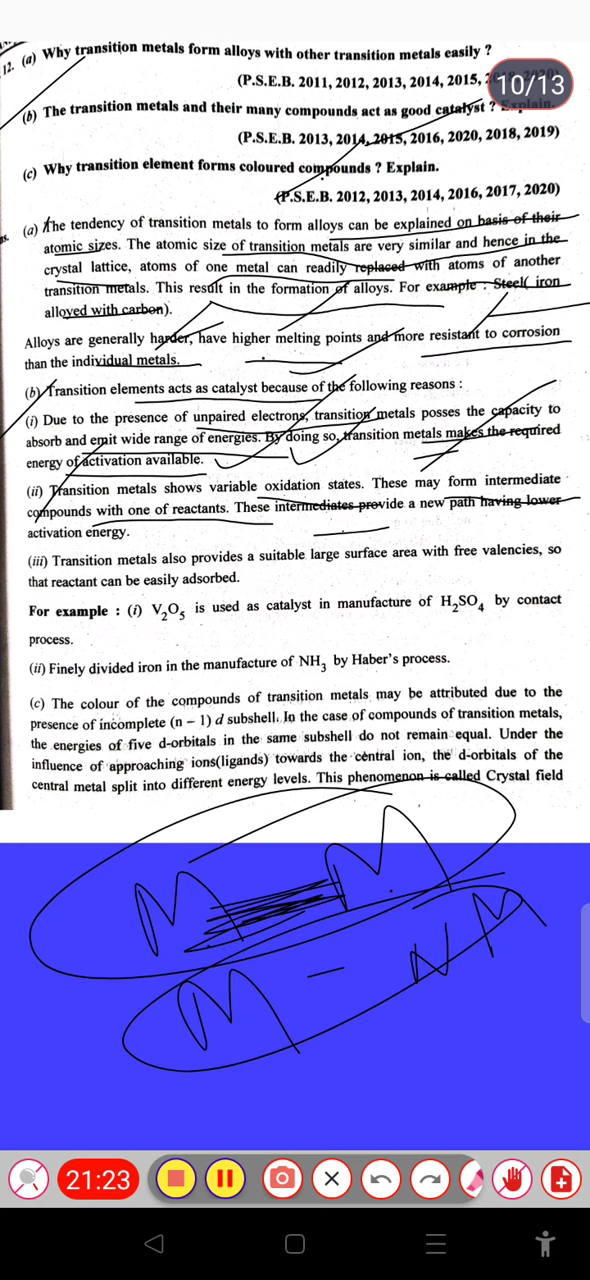 12. (a) Why transition metals form alloys with other transition metals easily ?
(P.S.E.B. 2011, 2012, 2013, 2014, 2015,
10/13
(b) The transition metals and their many compounds act as good catalyst ? Explain.
(P.S.E.B. 2013, 2014, 2015, 2016, 2020, 2018, 2019)
(c) Why transition element forms coloured compounds ? Explain.
(P.S.E.B. 2012, 2013, 2014, 2016, 2017, 2020)
(a) The tendency of transition metals to form alloys can be explained on basis of their
atomic sizes. The atomic size of transition metals are very similar and hence in the
crystal lattice, atoms of one metal can readily replaced with atoms of another
transition metals. This result in the formation of alloys. For example : Steel( iron
alloyed with carbon).
Alloys are generally harder, have higher melting points and more resistant to corrosion
than the individual metals.
(b) Transition elements acts as catalyst because of the following reasons :
(i) Due to the presence of unpaired electrons, transition metals posses the capacity to
absorb and emit wide range of energies. By doing so, transition metals makes the required
energy of activation available.
(ii) Transition metals shows variable oxidation states. These may form intermediate
compounds with one of reactants. These intermediates provide a new path having lower
activation energy.
(iii) Transition metals also provides a suitable large surface area with free valencies, so
that reactant can be easily adsorbed.
For example : (i) V₂O₅ is used as catalyst in manufacture of H₂SO₄ by contact
process.
(ii) Finely divided iron in the manufacture of NH₃ by Haber's process.
(c) The colour of the compounds of transition metals may be attributed due to the
presence of incomplete (n – 1) d subshell. In the case of compounds of transition metals,
the energies of five d-orbitals in the same subshell do not remain equal. Under the
influence of approaching ions(ligands) towards the central ion, the d-orbitals of the
central metal split into different energy levels. This phenomenon is called Crystal field
M M
M - NM
21:23